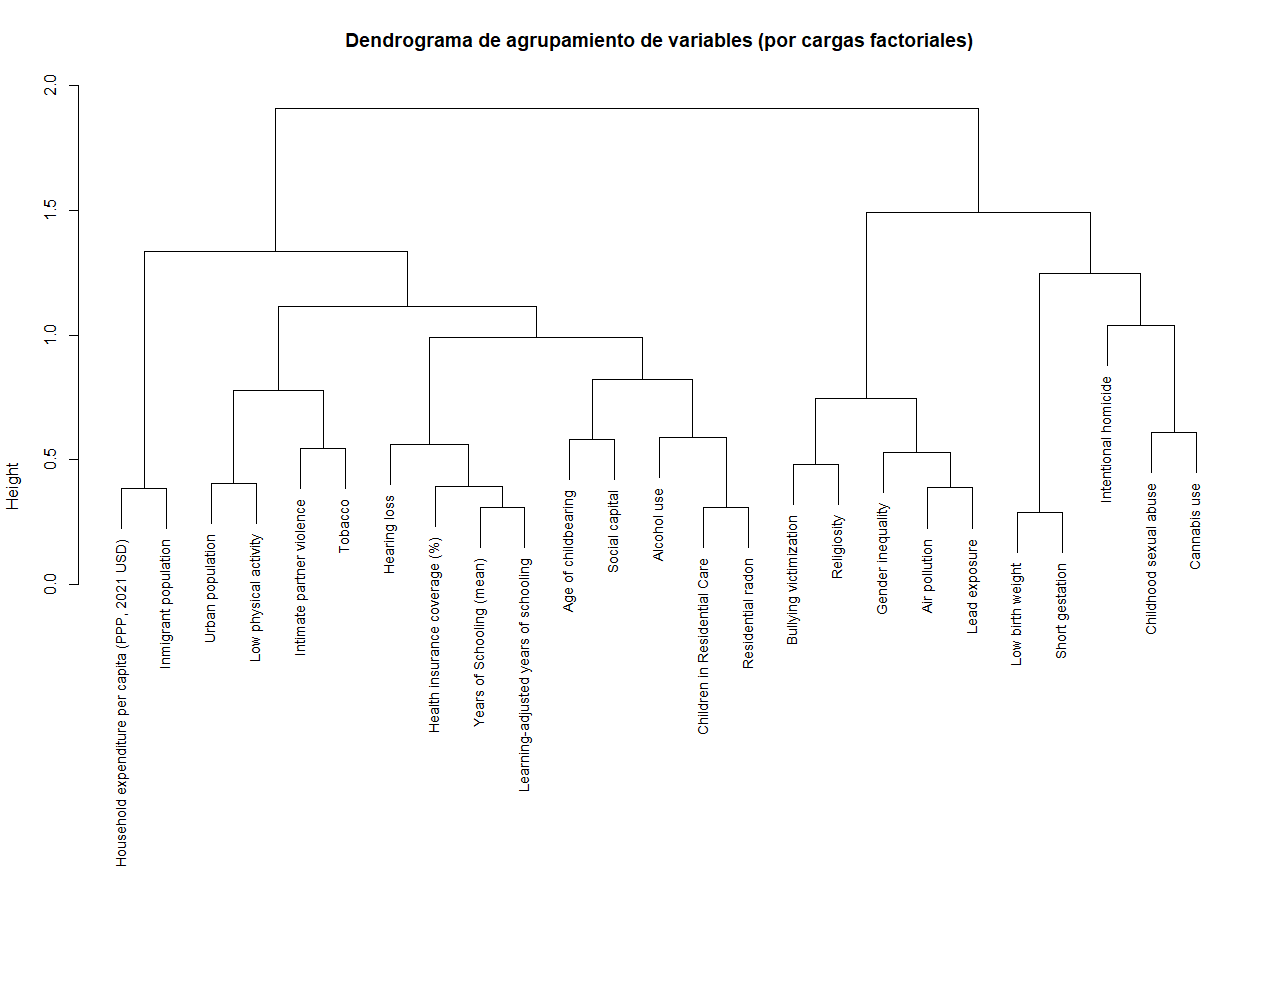 Dendrograma de agrupamiento de variables (por cargas factoriales)
Height
2.0
1.5
1.0
0.5
0.0
Household expenditure per capita (PPP, 2021 USD)
Inmigrant population
Urban population
Low physical activity
Intimate partner violence
Tobacco
Hearing loss
Health insurance coverage (%)
Years of Schooling (mean)
Learning-adjusted years of schooling
Age of childbearing
Social capital
Alcohol use
Children in Residential Care
Residential radon
Bullying victimization
Religiosity
Gender inequality
Air pollution
Lead exposure
Low birth weight
Short gestation
Intentional homicide
Childhood sexual abuse
Cannabis use